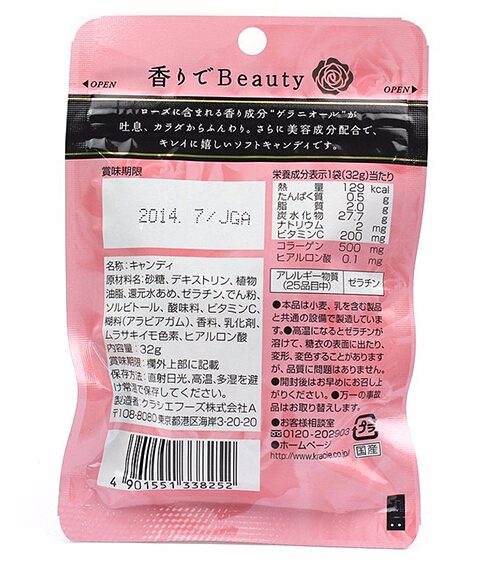 香りでBeauty
OPEN
OPEN
ローズに含まれる香り成分"ゲラニオール"が
吐息、カラダからふんわり。さらに美容成分配合で、
キレイに嬉しいソフトキャンディです。
賞味期限
2014. 7/JGA
名称:キャンディ
原材料名:砂糖、デキストリン、植物
油脂、還元水あめ、ゼラチン、でん粉、
ソルビトール、酸味料、ビタミンC、
糊料(アラビアガム)、香料、乳化剤、
ムラサキイモ色素、ヒアルロン酸
内容量:32g
賞味期限:欄外上部に記載
保存方法:直射日光、高温、多湿を避
け常温で保存してください。
製造者:クラシエフーズ株式会社A
〒108-8080 東京都港区海岸3-20-20
4 901551 338252
栄養成分表示1袋(32g)当たり
熱量 129 kcal
たんぱく質 0.5 g
脂質 2.0 g
炭水化物 27.7 g
ナトリウム 2 mg
ビタミンC 200 mg
コラーゲン 500 mg
ヒアルロン酸 0.1 mg
アレルギー物質
(25品目中)
ゼラチン
●本品は小麦、乳を含む製品
と共通の設備で製造していま
す。●高温になるとゼラチンが
溶けて、糖衣の表面に出たり、
変形、変色することがあります
が、品質に問題はありません。
●開封後はお早めにお召し上
がりください。●万一の事故
品はお取り替えします。
●お客様相談室
0120-202903
●ホームページ
http://www.kracie.co.jp/
プラ
国産